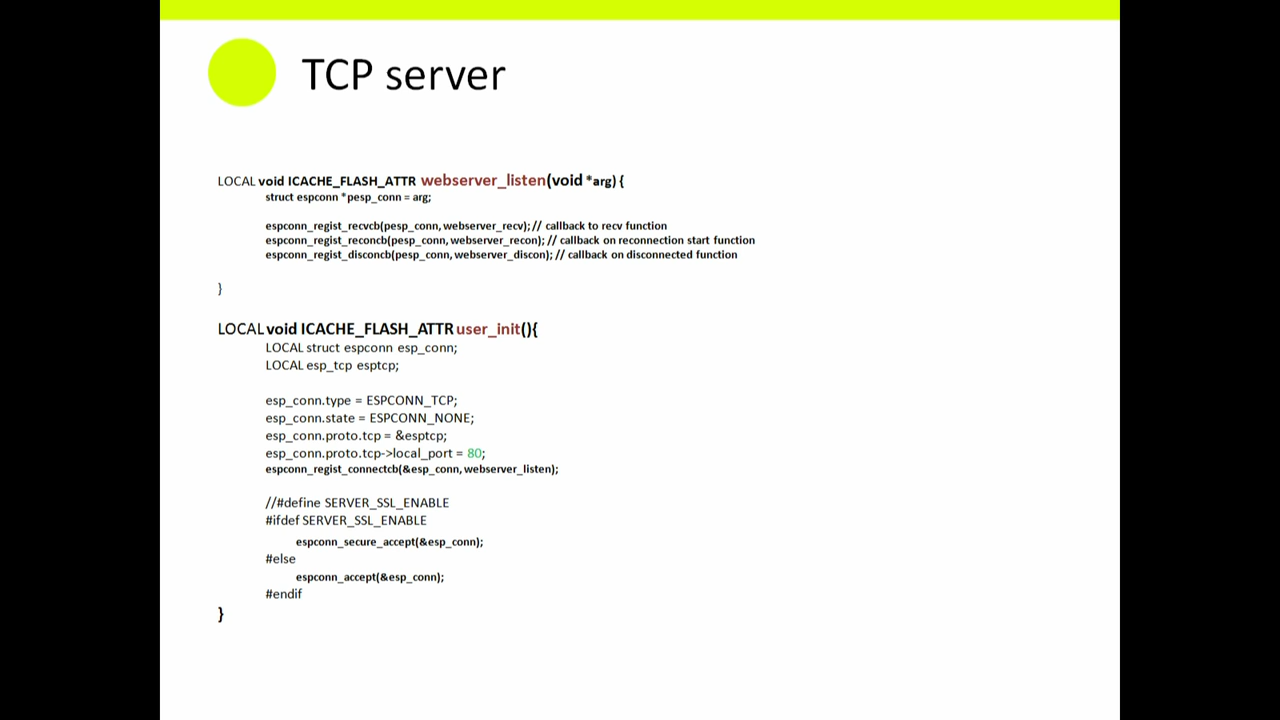 TCP server
LOCAL void ICACHE_FLASH_ATTR webserver_listen(void *arg) {
struct espconn *pesp_conn = arg;
espconn_regist_recvcb(pesp_conn, webserver_recv); // callback to recv function
espconn_regist_reconcb(pesp_conn, webserver_recon); // callback on reconnection start function
espconn_regist_disconcb(pesp_conn, webserver_discon); // callback on disconnected function
}
LOCAL void ICACHE_FLASH_ATTR user_init(){
LOCAL struct espconn esp_conn;
LOCAL esp_tcp esptcp;
esp_conn.type = ESPCONN_TCP;
esp_conn.state = ESPCONN_NONE;
esp_conn.proto.tcp = &esptcp;
esp_conn.proto.tcp->local_port = 80;
espconn_regist_connectcb(&esp_conn, webserver_listen);
//#define SERVER_SSL_ENABLE
#ifdef SERVER_SSL_ENABLE
espconn_secure_accept(&esp_conn);
#else
espconn_accept(&esp_conn);
#endif
}